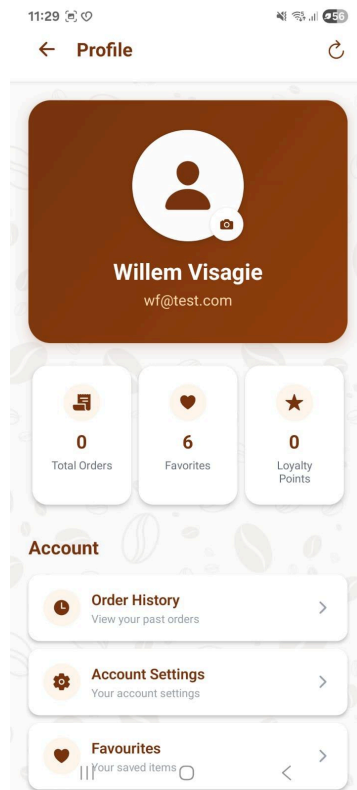 11:29
56
Profile
Willem Visagie
wf@test.com
0
Total Orders
6
Favorites
0
Loyalty
Points
Account
Order History
View your past orders
Account Settings
Your account settings
Favourites
Your saved items